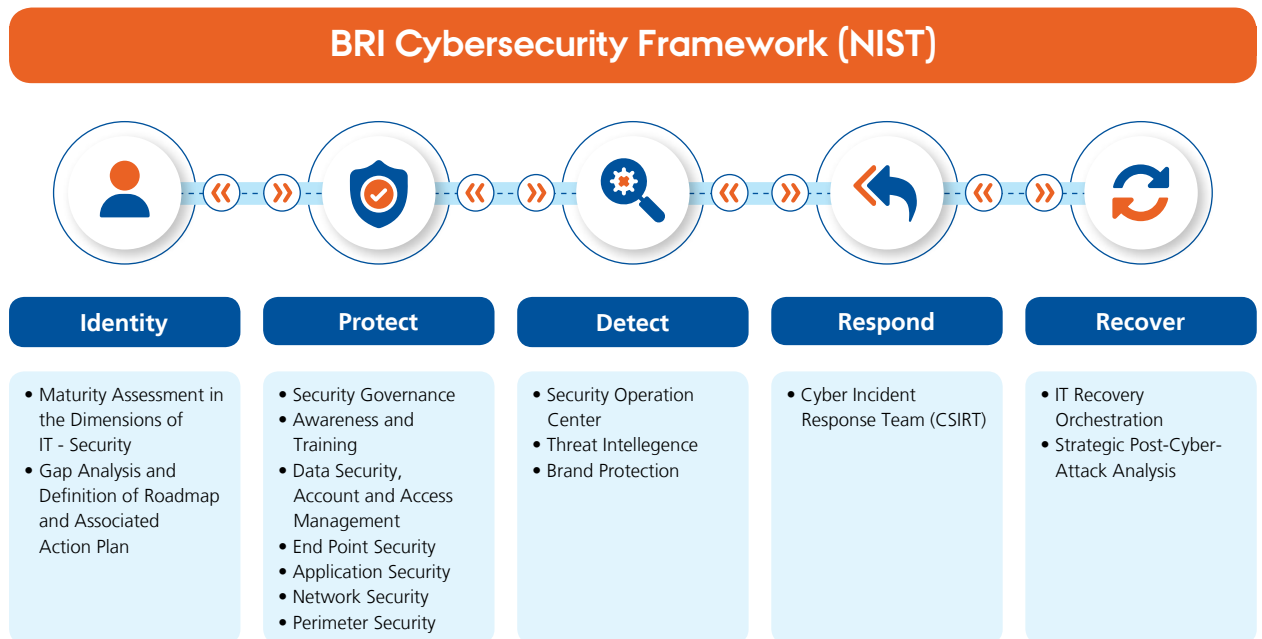 BRI Cybersecurity Framework (NIST)
Identity
• Maturity Assessment in
the Dimensions of
IT - Security
• Gap Analysis and
Definition of Roadmap
and Associated
Action Plan
Protect
• Security Governance
• Awareness and
Training
• Data Security,
Account and Access
Management
• End Point Security
• Application Security
• Network Security
• Perimeter Security
Detect
• Security Operation
Center
• Threat Intellegence
• Brand Protection
Respond
• Cyber Incident
Response Team (CSIRT)
Recover
• IT Recovery
Orchestration
• Strategic Post-Cyber-
Attack Analysis